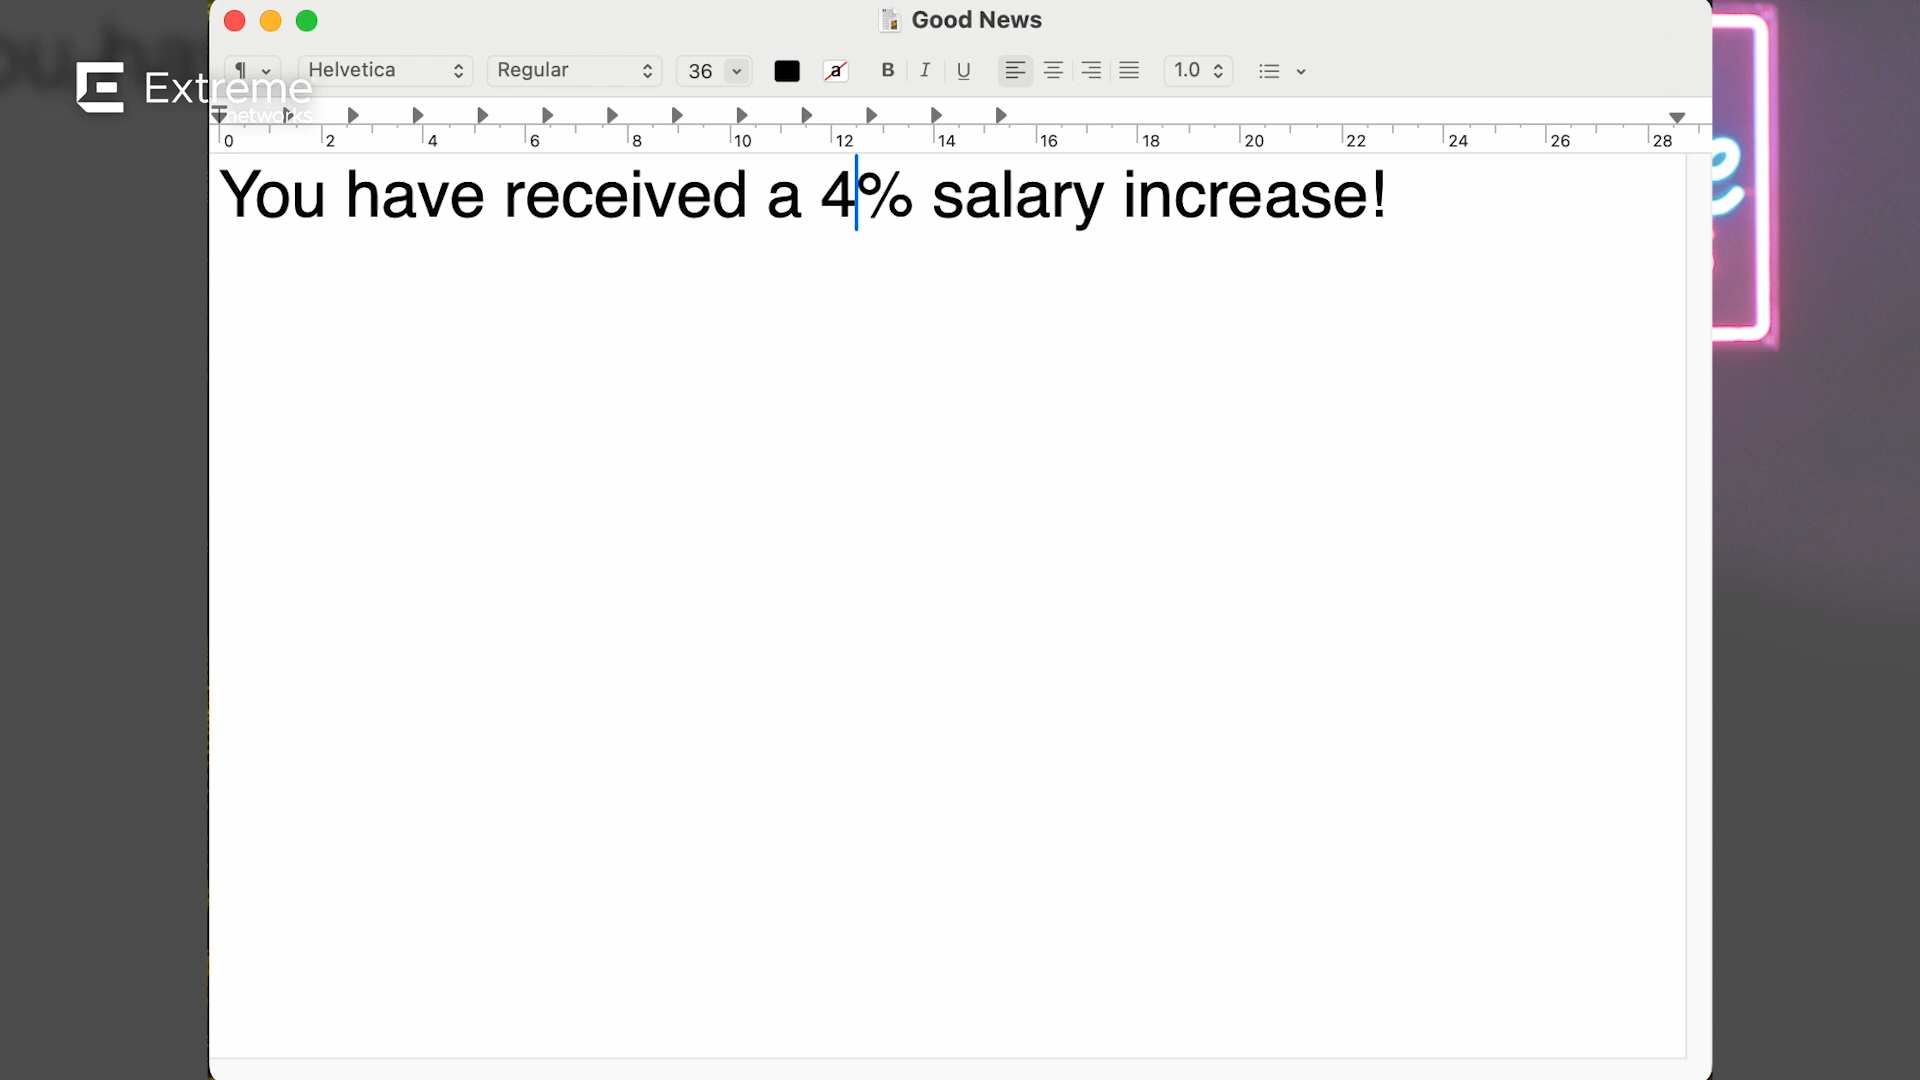 Good News
Extreme
networks
Helvetica
Regular
36
a
B I U
1.0
0 2 4 6 8 10 12 14 16 18 20 22 24 26 28
You have received a 4% salary increase!